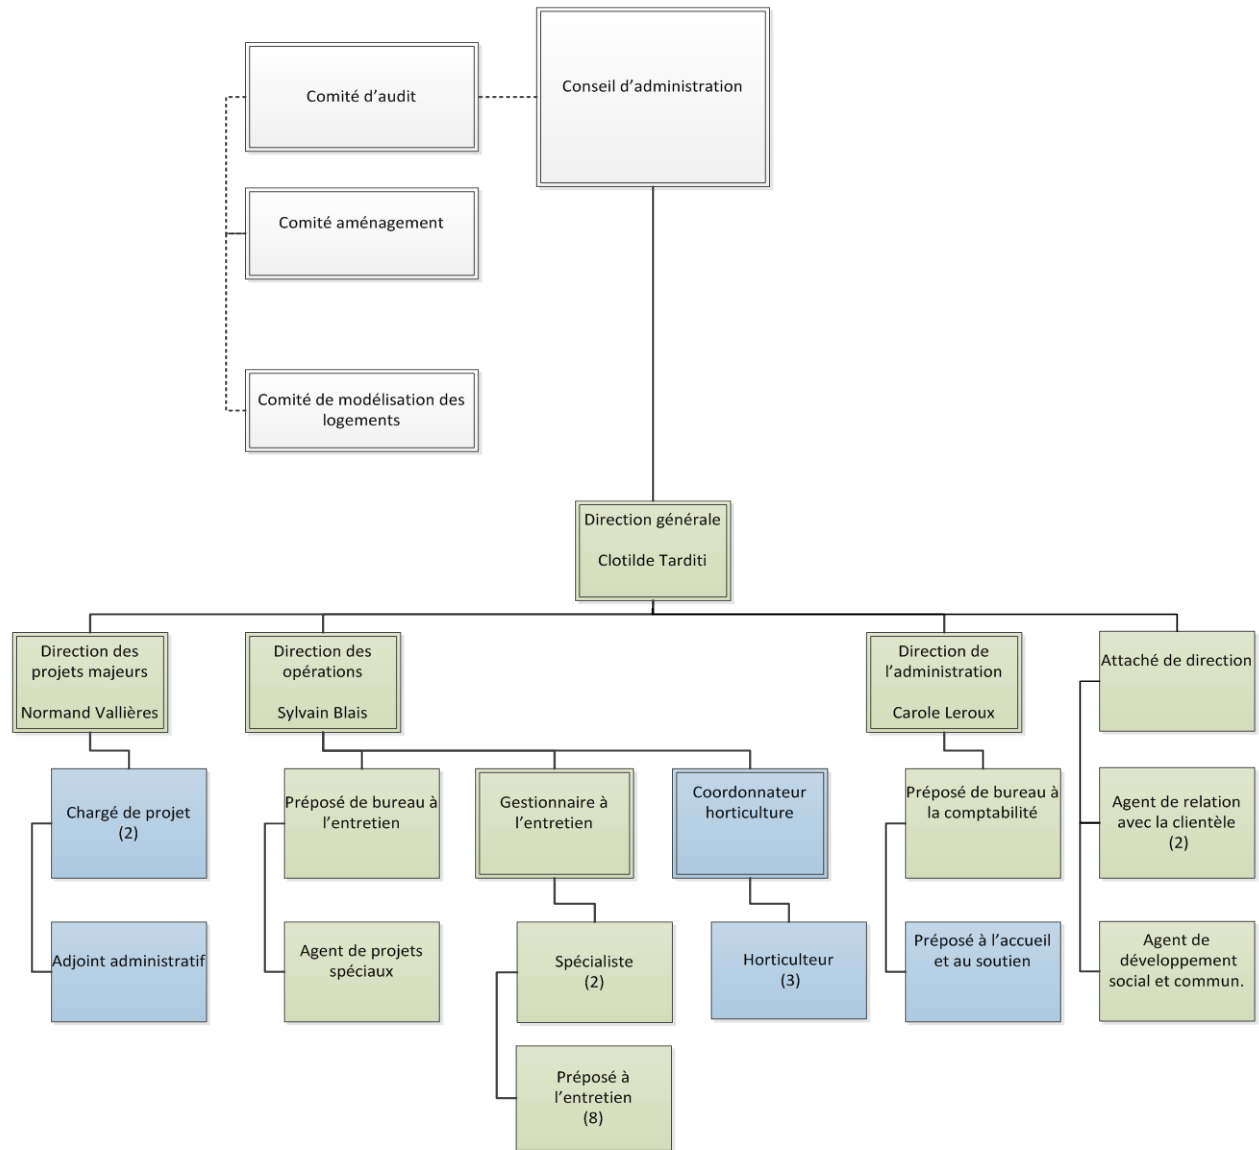 Conseil d’administration
Comité d’audit
Comité aménagement
Comité de modélisation des
logements
Direction générale
Clotilde Tarditi
Direction des
projets majeurs
Normand Vallières
Direction des
opérations
Sylvain Blais
Direction de
l’administration
Carole Leroux
Attaché de direction
Chargé de projet
(2)
Préposé de bureau à
l’entretien
Gestionnaire à
l’entretien
Coordonnateur
horticulture
Préposé de bureau à
la comptabilité
Agent de relation
avec la clientèle
(2)
Adjoint administratif
Agent de projets
spéciaux
Spécialiste
(2)
Horticulteur
(3)
Préposé à l’accueil
et au soutien
Agent de
développement
social et commun.
Préposé à
l’entretien
(8)